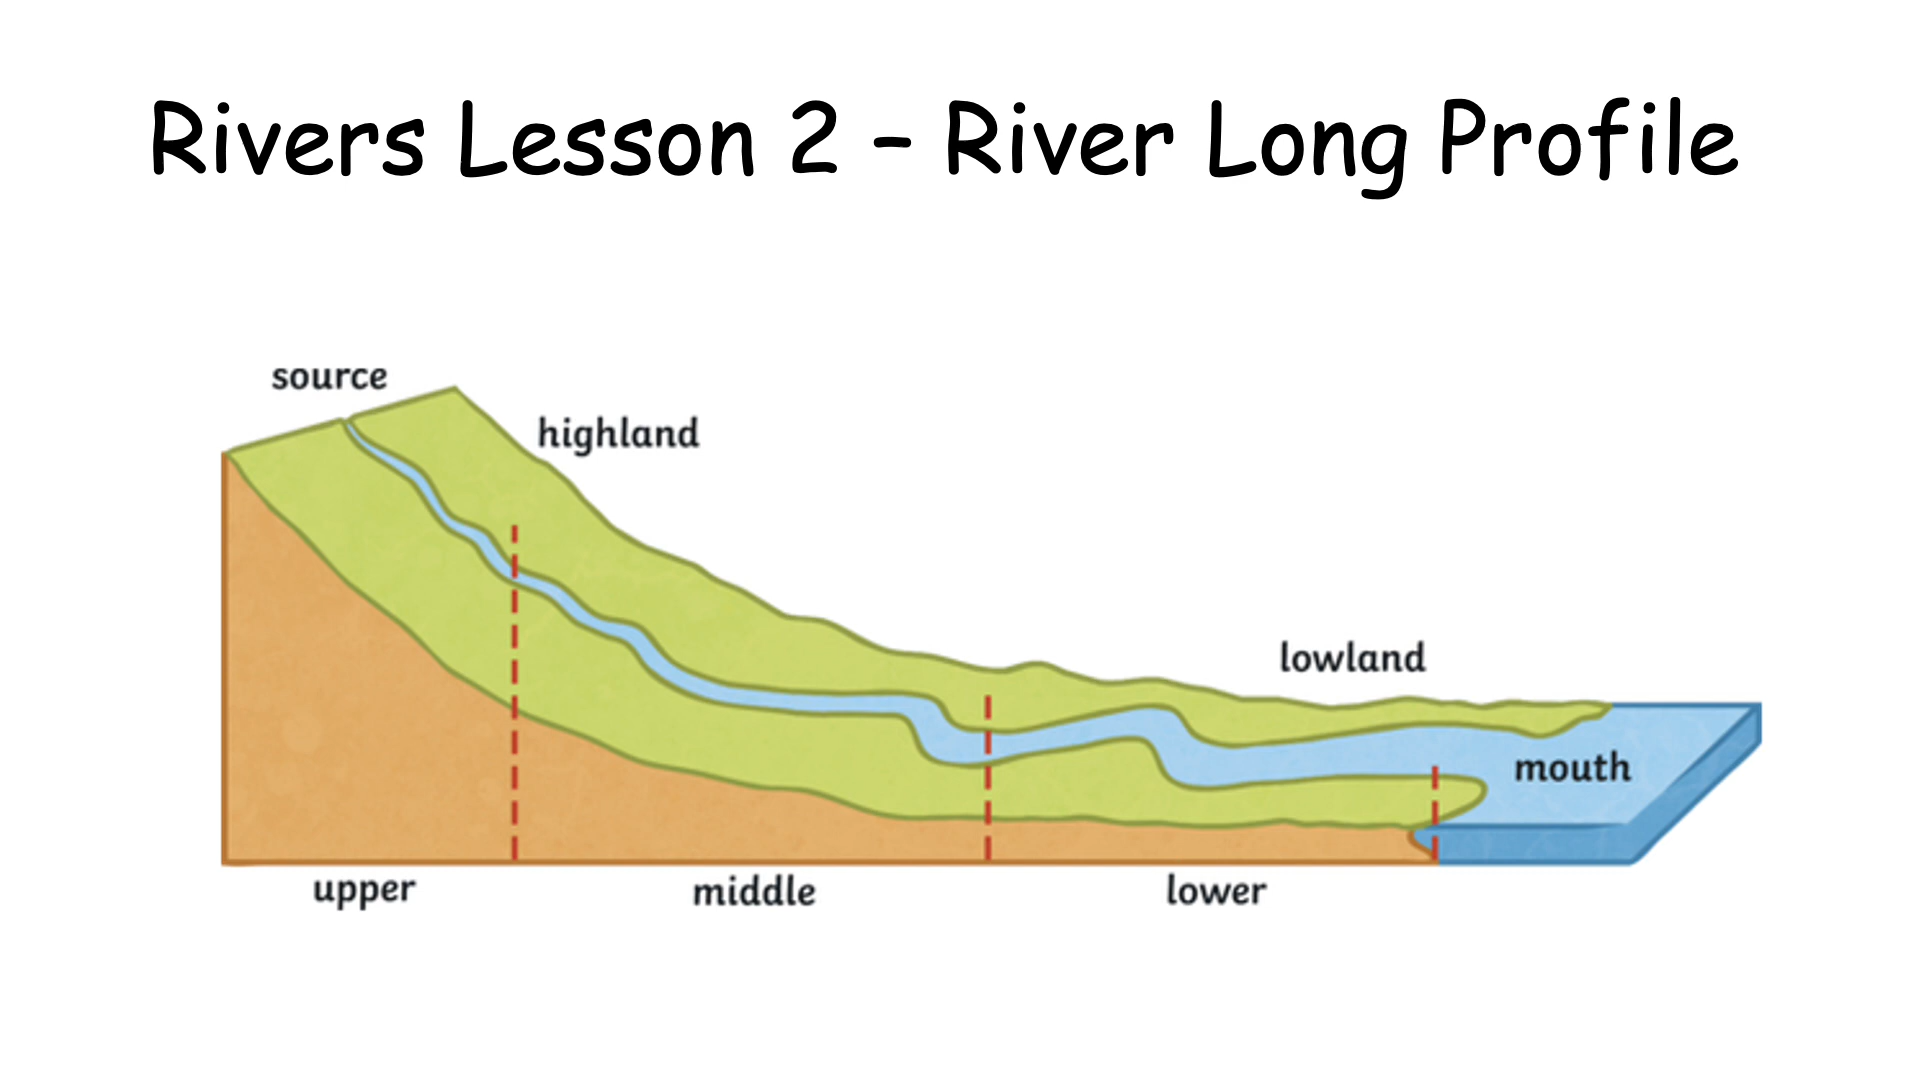 Rivers Lesson 2 – River Long Profile
source
highland
lowland
mouth
upper
middle
lower